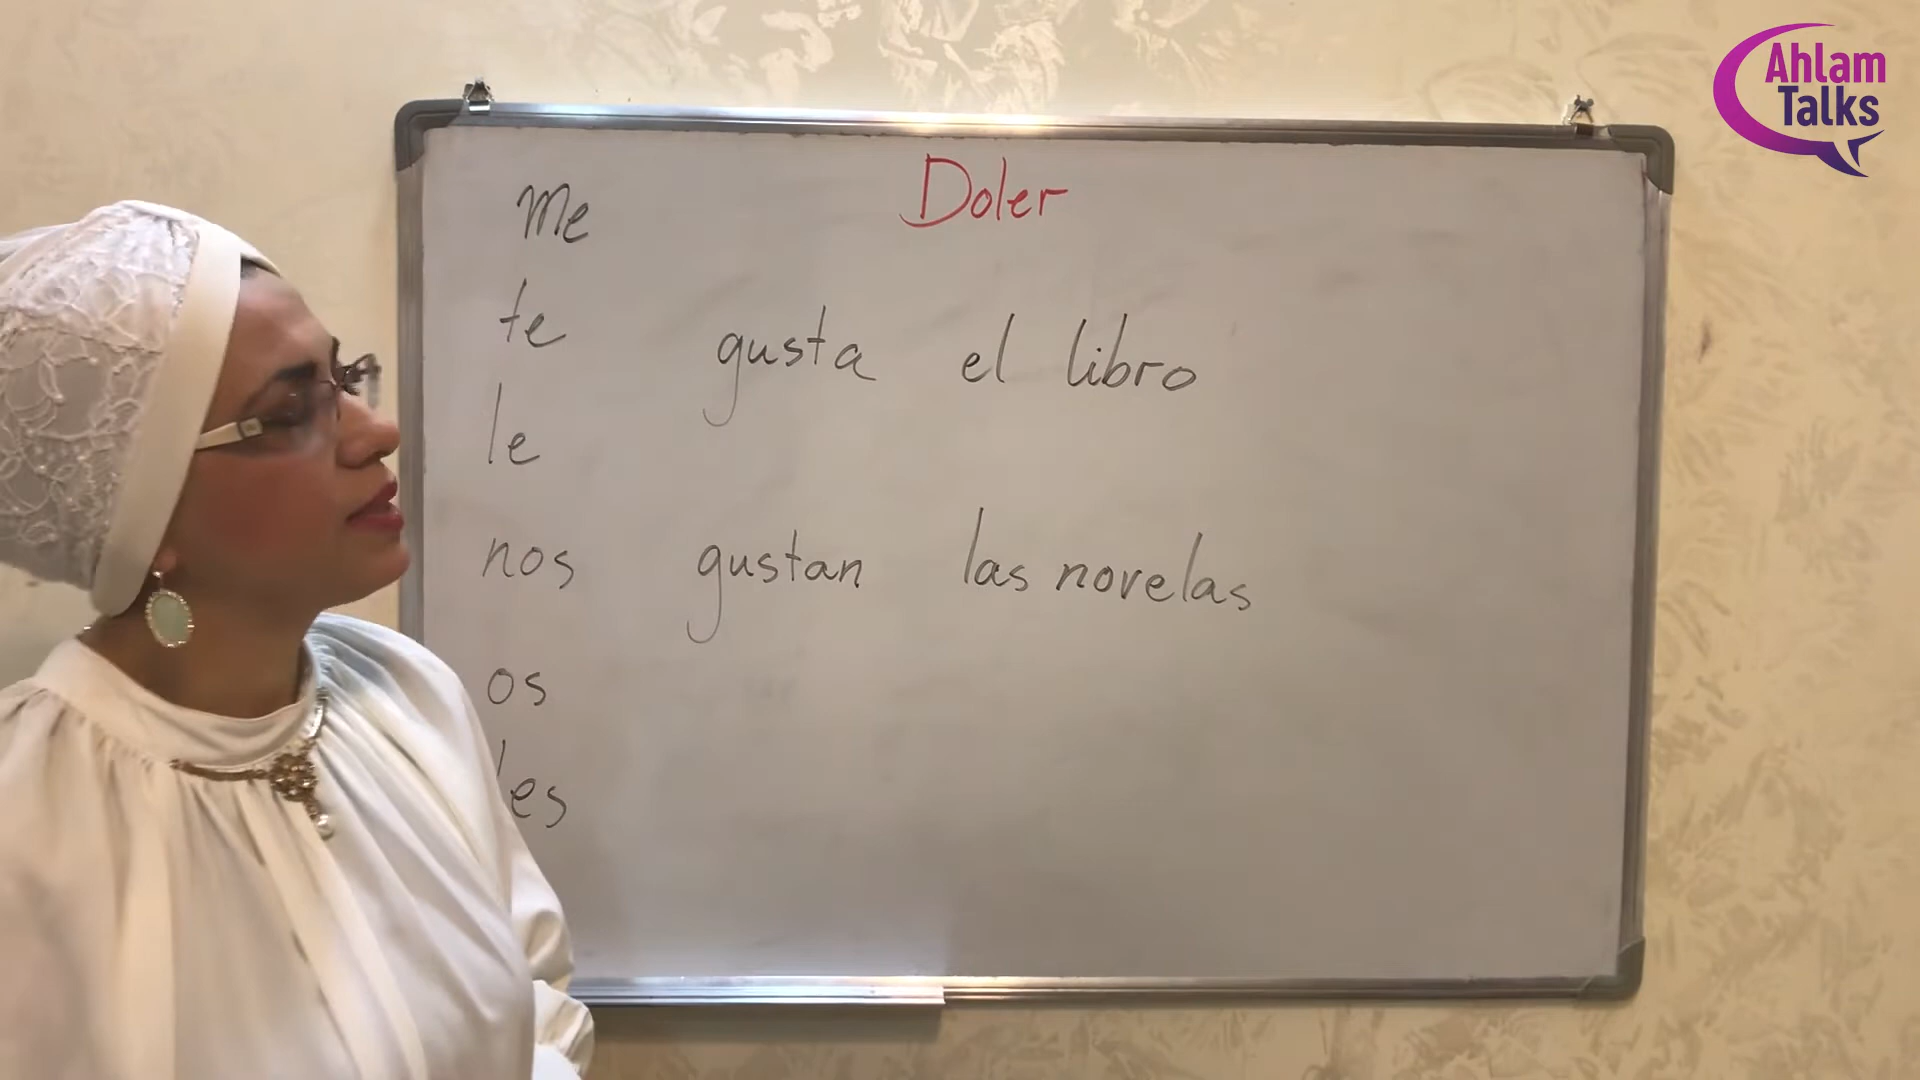 Ahlam
Talks
Doler
Me
te
gusta el libro
le
nos gustan las novelas
os
les